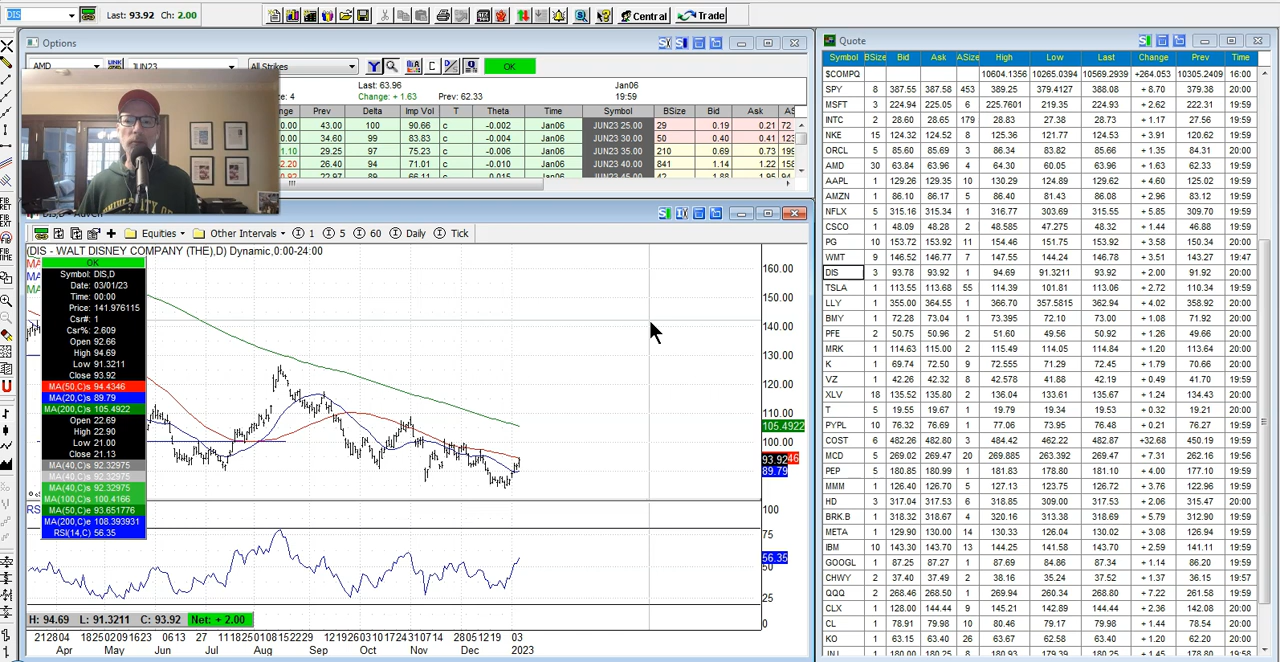 DIS Last: 93.92 Ch: 2.00
Central Trade
Options
AMD JUN23 All Strikes C OK
Last: 63.96 Jan06
Change: + 1.63 Prev: 62.33 19:59
Prev Delta Imp Vol T Theta Time Symbol BSize Bid Ask
43.00 100 90.66 c -0.002 Jan06 JUN23 25.00 29 0.19 0.21 72
34.60 99 83.83 c -0.004 Jan06 JUN23 30.00 50 0.40 0.41
29.25 97 75.23 c -0.006 Jan06 JUN23 35.00 210 0.69 0.73
26.40 94 71.01 c -0.010 Jan06 JUN23 40.00 841 1.14 1.22
Equities Other Intervals 1 5 60 Daily Tick
(DIS - WALT DISNEY COMPANY (THE),D) Dynamic,0:00-24:00
OK
Symbol: DIS,D
Date: 03/01/23
Time: 00:00
Price: 141.976115
Csr#: 1
Csr%: 2.609
Open 92.66
High 94.69
Low 91.3211
Close 93.92
MA(50,C)s 94.4346
MA(20,C)s 89.79
MA(200,C)s 105.4922
Open 22.69
High 22.90
Low 21.00
Close 21.13
MA(40,C)s 92.32975
MA(40,C)s 92.32975
MA(40,C)s 92.32975
MA(100,C)s 100.4166
MA(50,C)e 93.651776
MA(200,C)e 108.393931
RSI(14,C) 56.35
160.00
150.00
140.00
130.00
120.00
110.00
105.4922
100.00
93.92
89.79
100
75
56.35
50
25
0
H: 94.69 L: 91.3211 C: 93.92 Net: + 2.00
Apr May Jun Jul Aug Sep Oct Nov Dec 2023
Quote
Symbol BSize Bid Ask ASize High Low Last Change Prev Time
$COMPQ 10604.1356 10265.0394 10569.2939 +264.053 10305.2409 16:00
SPY 8 387.55 387.58 453 389.25 379.4127 388.08 + 8.70 379.38 20:00
MSFT 3 224.94 225.05 6 225.7601 219.35 224.93 + 2.62 222.31 19:59
INTC 2 28.60 28.65 179 28.83 27.38 28.73 + 1.17 27.56 19:59
NKE 15 124.32 124.52 8 125.36 121.77 124.53 + 3.91 120.62 19:59
ORCL 5 85.60 85.69 3 86.34 83.82 85.66 + 1.35 84.31 20:00
AMD 30 63.84 63.96 4 64.30 60.05 63.96 + 1.63 62.33 19:59
AAPL 1 129.26 129.35 10 130.29 124.89 129.62 + 4.60 125.02 19:59
AMZN 1 86.10 86.17 5 86.40 81.43 86.08 + 2.96 83.12 19:59
NFLX 5 315.16 315.34 1 316.77 303.69 315.55 + 5.85 309.70 19:59
CSCO 1 48.09 48.28 2 48.585 47.275 48.32 + 1.44 46.88 19:59
PG 10 153.72 153.92 11 154.46 151.75 153.92 + 3.58 150.34 20:00
WMT 9 146.52 146.77 7 147.55 144.24 146.78 + 3.51 143.27 19:47
DIS 3 93.78 93.92 1 94.69 91.3211 93.92 + 2.00 91.92 20:00
TSLA 1 113.55 113.68 55 114.39 101.81 113.06 + 2.72 110.34 19:59
LLY 1 355.00 364.55 1 366.70 357.5815 362.94 + 4.02 358.92 19:59
BMY 1 72.28 73.04 1 73.395 72.10 73.00 + 1.08 71.92 19:59
PFE 2 50.75 50.96 2 51.60 49.56 50.92 + 1.26 49.66 20:00
MRK 1 114.63 115.00 5 115.49 114.05 114.84 + 1.20 113.64 20:00
K 1 69.74 72.50 9 72.555 71.29 72.45 + 1.79 70.66 19:59
VZ 1 42.26 42.32 8 42.578 41.88 42.19 + 0.49 41.70 19:59
XLV 18 135.52 135.80 2 136.04 133.64 135.67 + 1.24 134.43 20:00
T 5 19.55 19.67 1 19.79 19.34 19.53 + 0.32 19.21 20:00
PYPL 10 76.32 76.69 1 77.06 73.95 76.48 + 0.21 76.27 19:59
COST 6 482.26 482.80 3 484.42 462.22 482.87 +32.68 450.19 19:59
MCD 5 269.02 269.47 5 269.885 263.392 269.47 + 7.31 262.16 19:59
PEP 5 180.85 180.99 1 181.83 178.80 181.10 + 4.00 177.10 19:59
MMM 1 126.40 126.50 10 127.13 123.75 126.72 + 3.76 122.96 19:59
HD 3 317.04 317.53 6 318.85 309.00 317.53 + 2.06 315.47 20:00
BRK.B 1 318.25 318.95 1 320.16 313.38 318.69 + 5.79 312.90 20:00
META 1 129.90 130.00 14 130.33 126.04 130.02 + 3.08 126.94 19:59
IBM 10 143.30 143.70 13 144.25 141.58 143.70 + 2.59 141.11 19:59
GOOGL 1 87.30 87.49 1 87.69 84.86 87.34 + 1.14 86.20 19:59
CHWY 2 37.40 37.49 2 38.16 35.24 37.52 + 1.37 36.15 19:57
QQQ 2 268.46 268.50 1 269.94 260.34 268.80 + 7.22 261.58 19:59
CLX 1 128.00 144.44 9 145.21 142.89 144.44 + 2.36 142.08 19:59
CL 1 78.91 79.98 5 80.46 79.17 79.98 + 1.44 78.54 20:00
KO 5 63.15 63.40 26 63.67 62.58 63.40 + 1.20 62.20 19:59